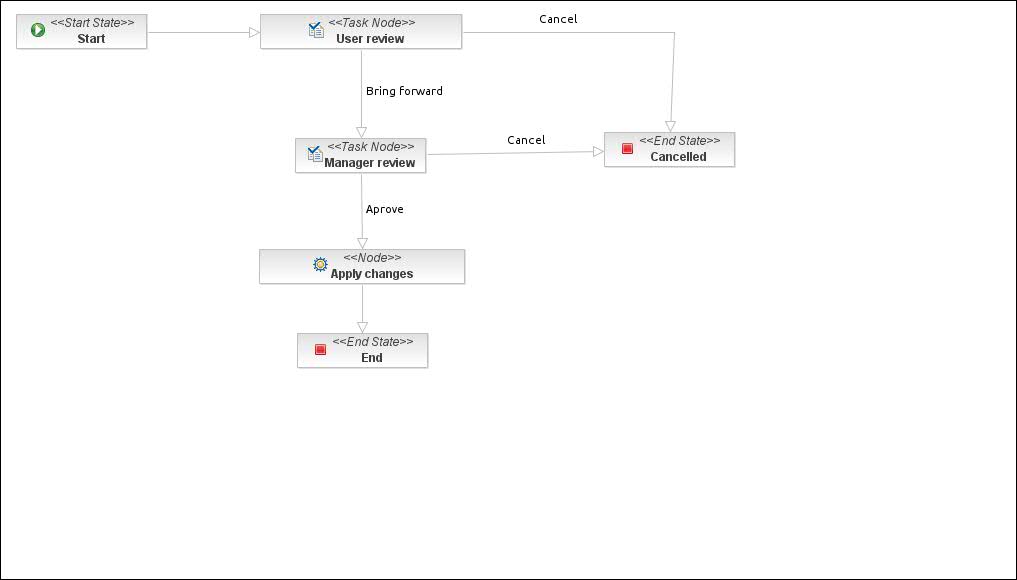 <<Start State>>
Start
<<Task Node>>
User review
Cancel
Bring forward
<<Task Node>>
Manager review
Cancel
<<End State>>
Cancelled
Aprove
<<Node>>
Apply changes
<<End State>>
End